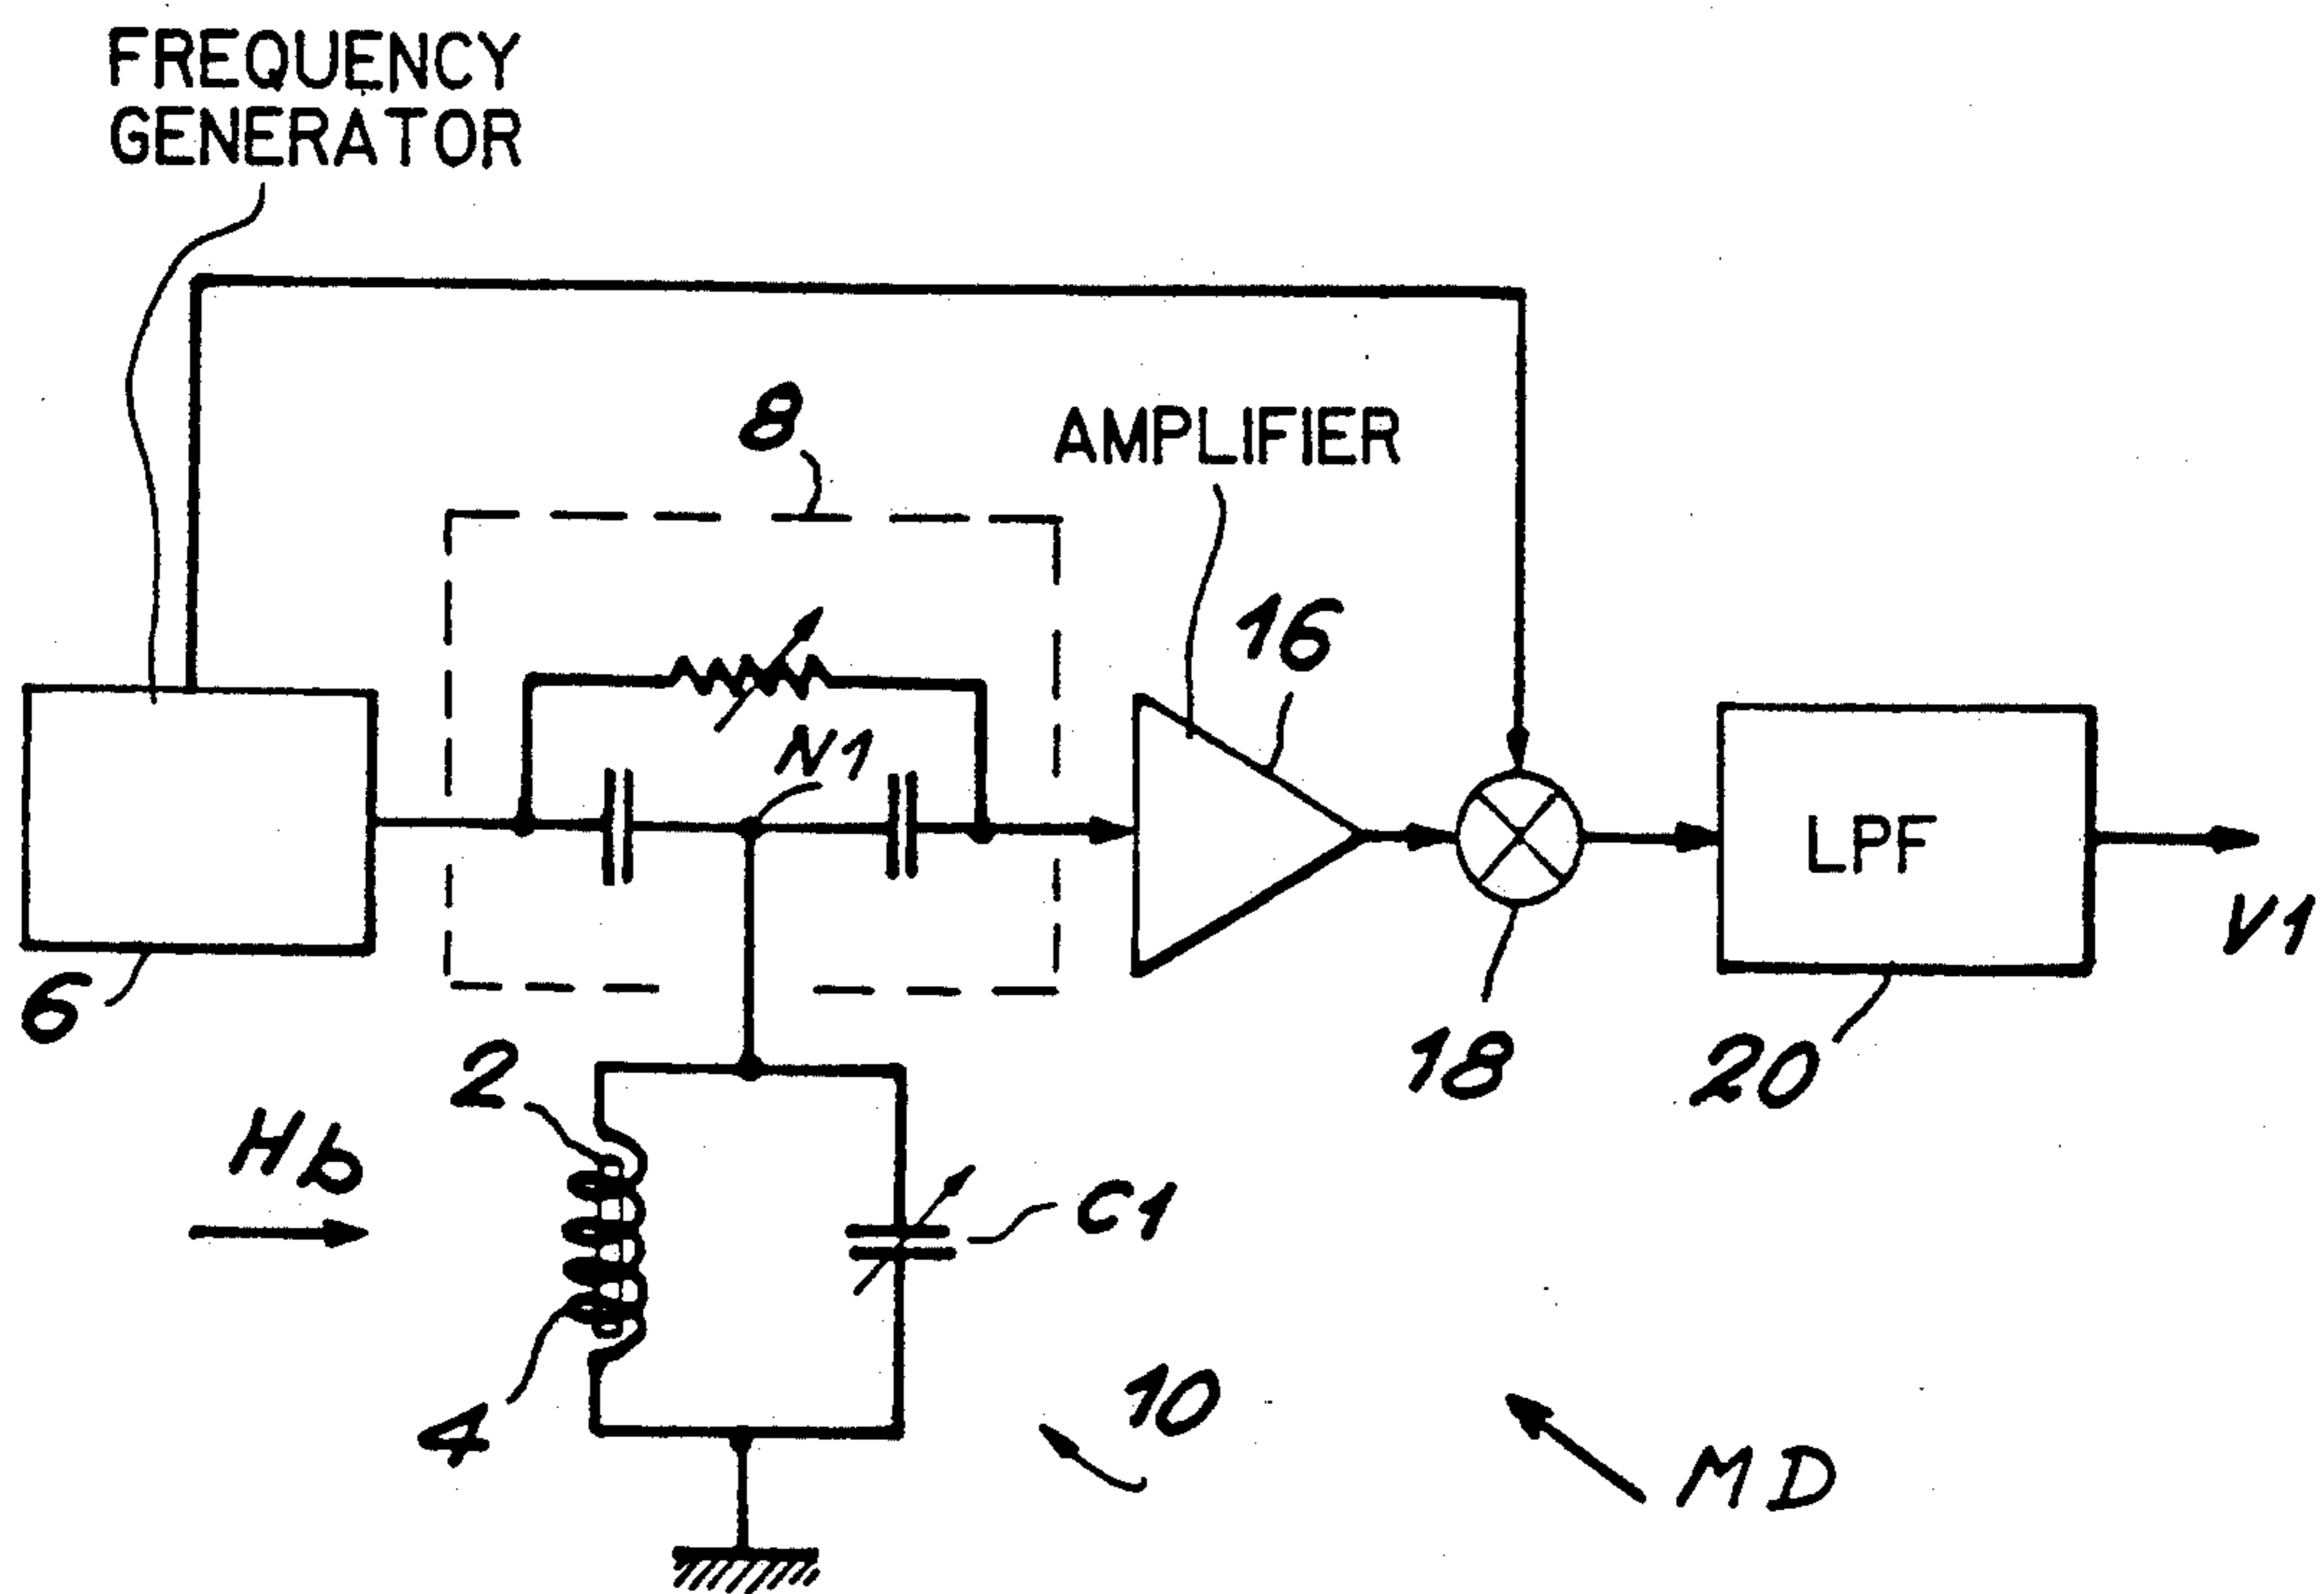 FREQUENCY
GENERATOR
8
AMPLIFIER
16
N1
LPF
V1
6
2
18
20
Hb
C1
4
10
MD